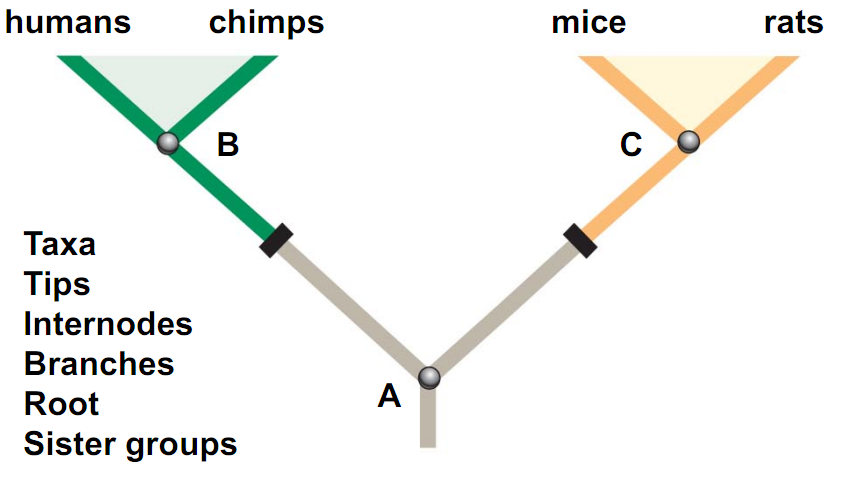 humans chimps mice rats
B C
Taxa
Tips
Internodes
Branches
Root
Sister groups
A